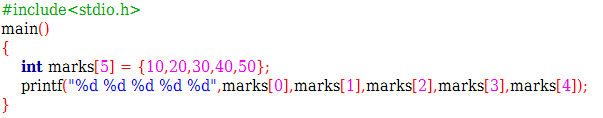 #include<stdio.h>
main()
{
    int marks[5] = {10,20,30,40,50};
    printf("%d %d %d %d %d",marks[0],marks[1],marks[2],marks[3],marks[4]);
}